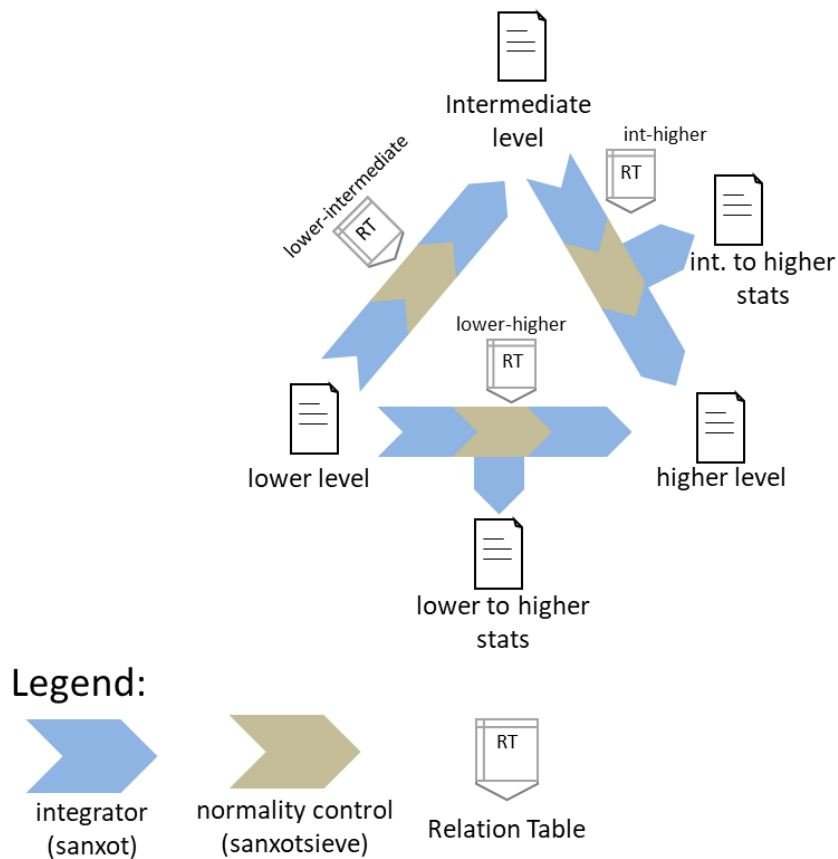 Intermediate
level
int-higher
RT
lower-intermediate
RT
int. to higher
stats
lower-higher
RT
lower level
higher level
lower to higher
stats
Legend:
RT
integrator
(sanxot)
normality control
(sanxotsieve)
Relation Table